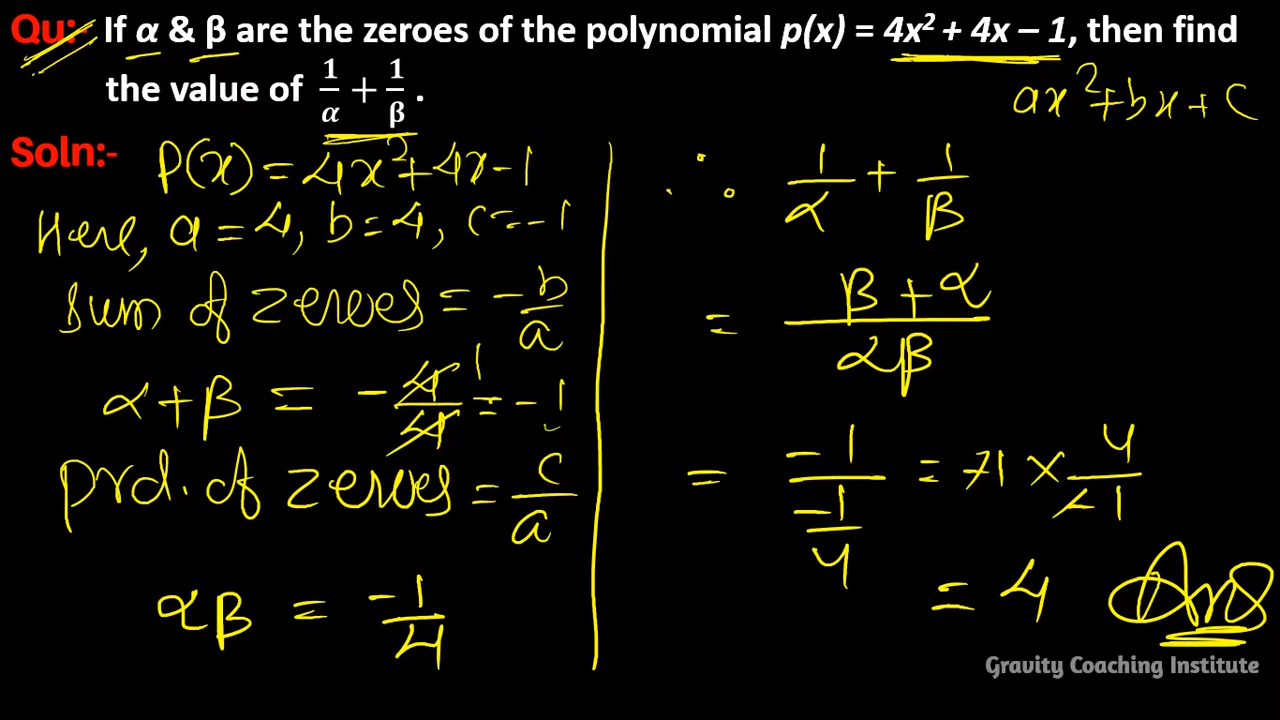 Qu:- If α & β are the zeroes of the polynomial p(x) = 4x² + 4x – 1, then find
the value of 1/α + 1/β .
ax² + bx + c
Soln:- P(x) = 4x² + 4x - 1
Here, a = 4, b = 4, c = -1
Sum of zeroes = -b/a
α + β = -4/4 1 = -1
prd. of zeroes = c/a
αβ = -1/4
∴ 1/α + 1/β
= β + α / αβ
= -1 / (-1/4) = -1 × 4/-1
= 4 Ans
Gravity Coaching Institute